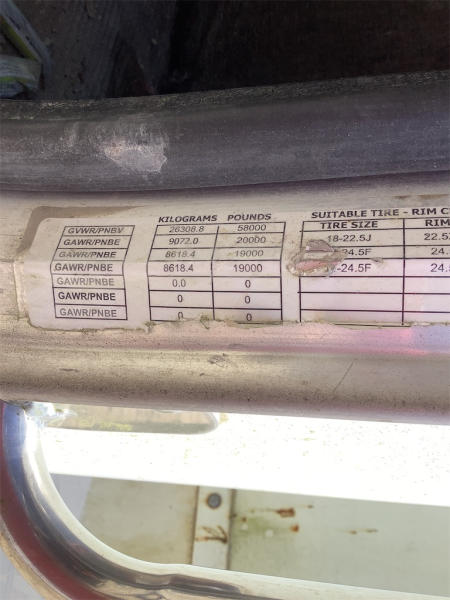 KILOGRAMS POUNDS SUITABLE TIRE - RIM
TIRE SIZE RIM
GVWR/PNBV 26308.8 58000
GAWR/PNBE 9072.0 20000 18-22.5J 22.5
GAWR/PNBE 8618.4 19000 -24.5F 24.
GAWR/PNBE 8618.4 19000 -24.5F 24.
GAWR/PNBE 0.0 0
GAWR/PNBE 0 0
GAWR/PNBE 0 0